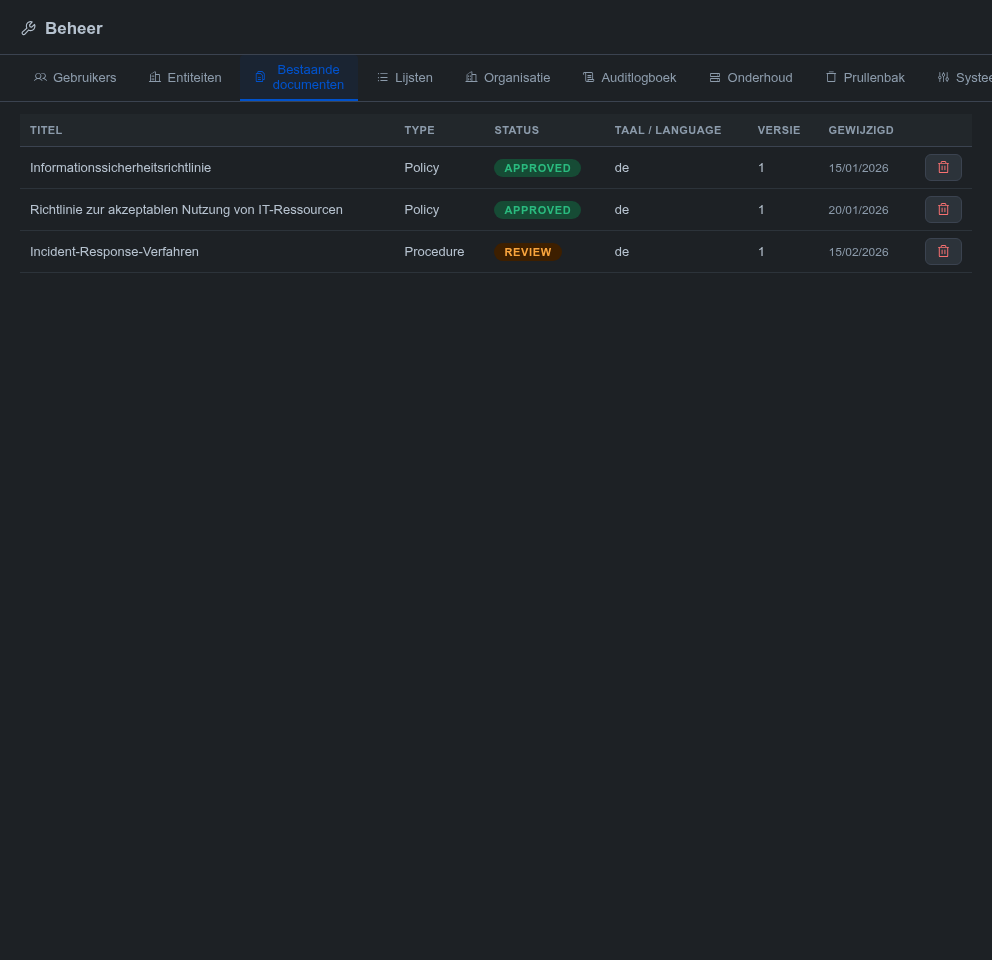 Beheer
Gebruikers
Entiteiten
Bestaande
documenten
Lijsten
Organisatie
Auditlogboek
Onderhoud
Prullenbak
TITEL TYPE STATUS TAAL / LANGUAGE VERSIE GEWIJZIGD
Informationssicherheitsrichtlinie Policy APPROVED de 1 15/01/2026
Richtlinie zur akzeptablen Nutzung von IT-Ressourcen Policy APPROVED de 1 20/01/2026
Incident-Response-Verfahren Procedure REVIEW de 1 15/02/2026